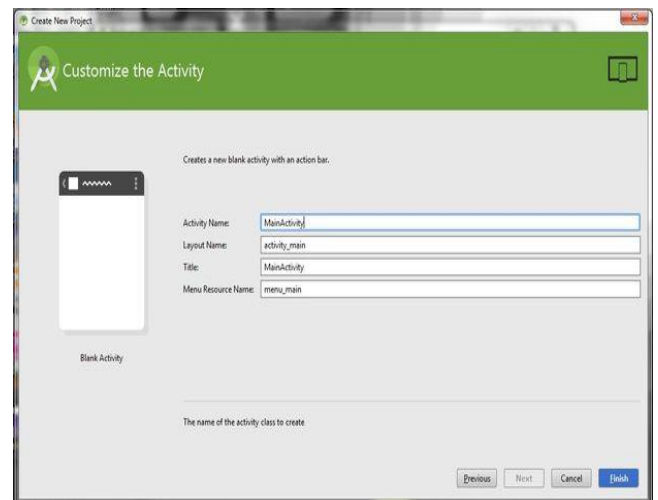 Create New Project
Customize the Activity
Creates a new blank activity with an action bar.
Activity Name: MainActivity
Layout Name: activity_main
Title: MainActivity
Menu Resource Name: menu_main
Blank Activity
The name of the activity class to create
Previous Next Cancel Finish